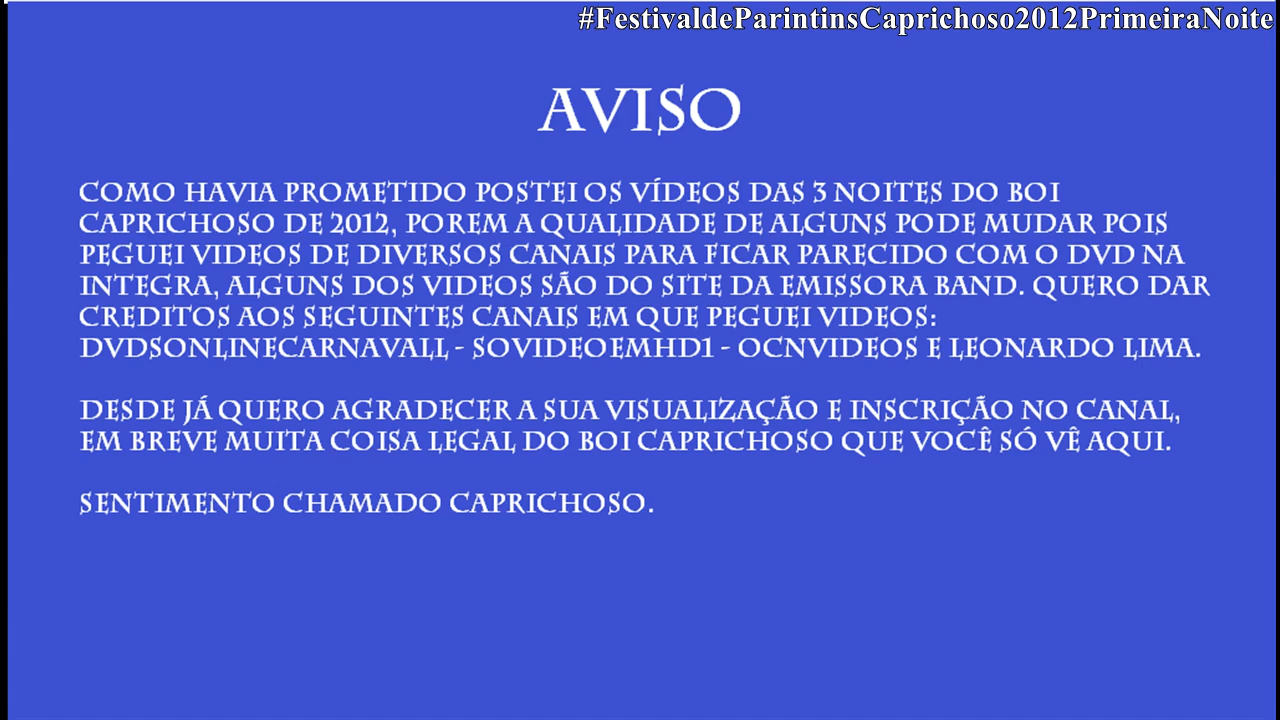 #FestivaldeParintinsCaprichoso2012PrimeiraNoite
AVISO
COMO HAVIA PROMETIDO POSTEI OS VÍDEOS DAS 3 NOITES DO BOI
CAPRICHOSO DE 2012, POREM A QUALIDADE DE ALGUNS PODE MUDAR POIS
PEGUEI VIDEOS DE DIVERSOS CANAIS PARA FICAR PARECIDO COM O DVD NA
INTEGRA, ALGUNS DOS VIDEOS SÃO DO SITE DA EMISSORA BAND. QUERO DAR
CREDITOS AOS SEGUINTES CANAIS EM QUE PEGUEI VIDEOS:
DVDSONLINECARNAVALL - SOVIDEOEMHD1 - OCNVIDEOS E LEONARDO LIMA.
DESDE JÁ QUERO AGRADECER A SUA VISUALIZAÇÃO E INSCRIÇÃO NO CANAL,
EM BREVE MUITA COISA LEGAL DO BOI CAPRICHOSO QUE VOCÊ SÓ VÊ AQUI.
SENTIMENTO CHAMADO CAPRICHOSO.